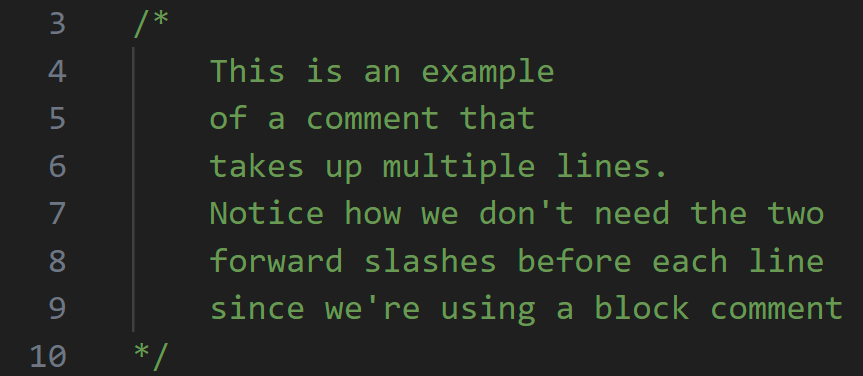 3 /*
4 This is an example
5 of a comment that
6 takes up multiple lines.
7 Notice how we don't need the two
8 forward slashes before each line
9 since we're using a block comment
10 */